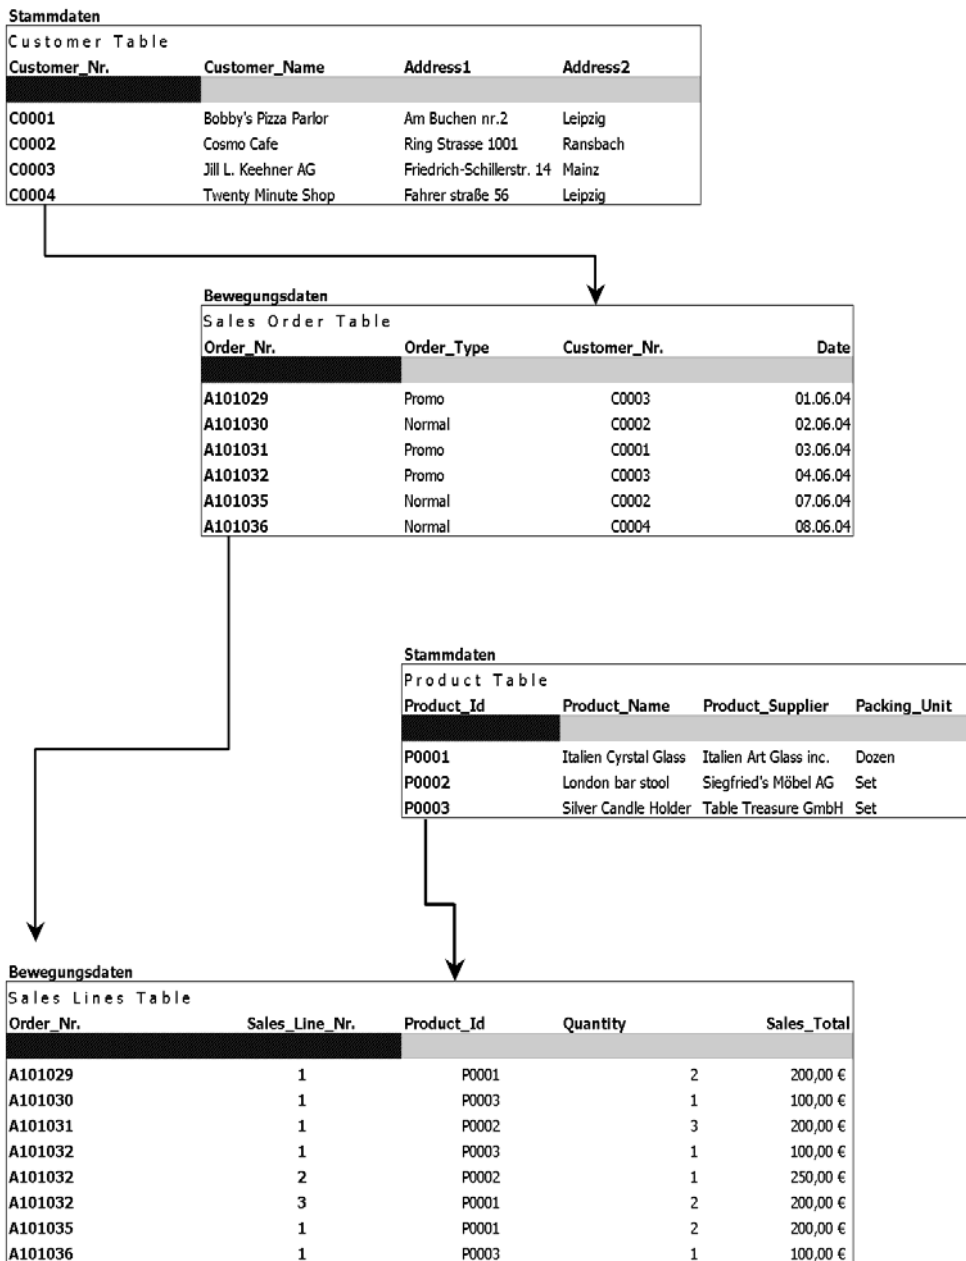 Stammdaten
Customer Table
Customer_Nr. Customer_Name Address1 Address2
C0001 Bobby's Pizza Parlor Am Buchen nr.2 Leipzig
C0002 Cosmo Cafe Ring Strasse 1001 Ransbach
C0003 Jill L. Keehner AG Friedrich-Schillerstr. 14 Mainz
C0004 Twenty Minute Shop Fahrer straße 56 Leipzig
Bewegungsdaten
Sales Order Table
Order_Nr. Order_Type Customer_Nr. Date
A101029 Promo C0003 01.06.04
A101030 Normal C0002 02.06.04
A101031 Promo C0001 03.06.04
A101032 Promo C0003 04.06.04
A101035 Normal C0002 07.06.04
A101036 Normal C0004 08.06.04
Stammdaten
Product Table
Product_Id Product_Name Product_Supplier Packing_Unit
P0001 Italien Cyrstal Glass Italien Art Glass inc. Dozen
P0002 London bar stool Siegfried's Möbel AG Set
P0003 Silver Candle Holder Table Treasure GmbH Set
Bewegungsdaten
Sales Lines Table
Order_Nr. Sales_Line_Nr. Product_Id Quantity Sales_Total
A101029 1 P0001 2 200,00 €
A101030 1 P0003 1 100,00 €
A101031 1 P0002 3 200,00 €
A101032 1 P0003 1 100,00 €
A101032 2 P0002 1 250,00 €
A101032 3 P0001 2 200,00 €
A101035 1 P0001 2 200,00 €
A101036 1 P0003 1 100,00 €